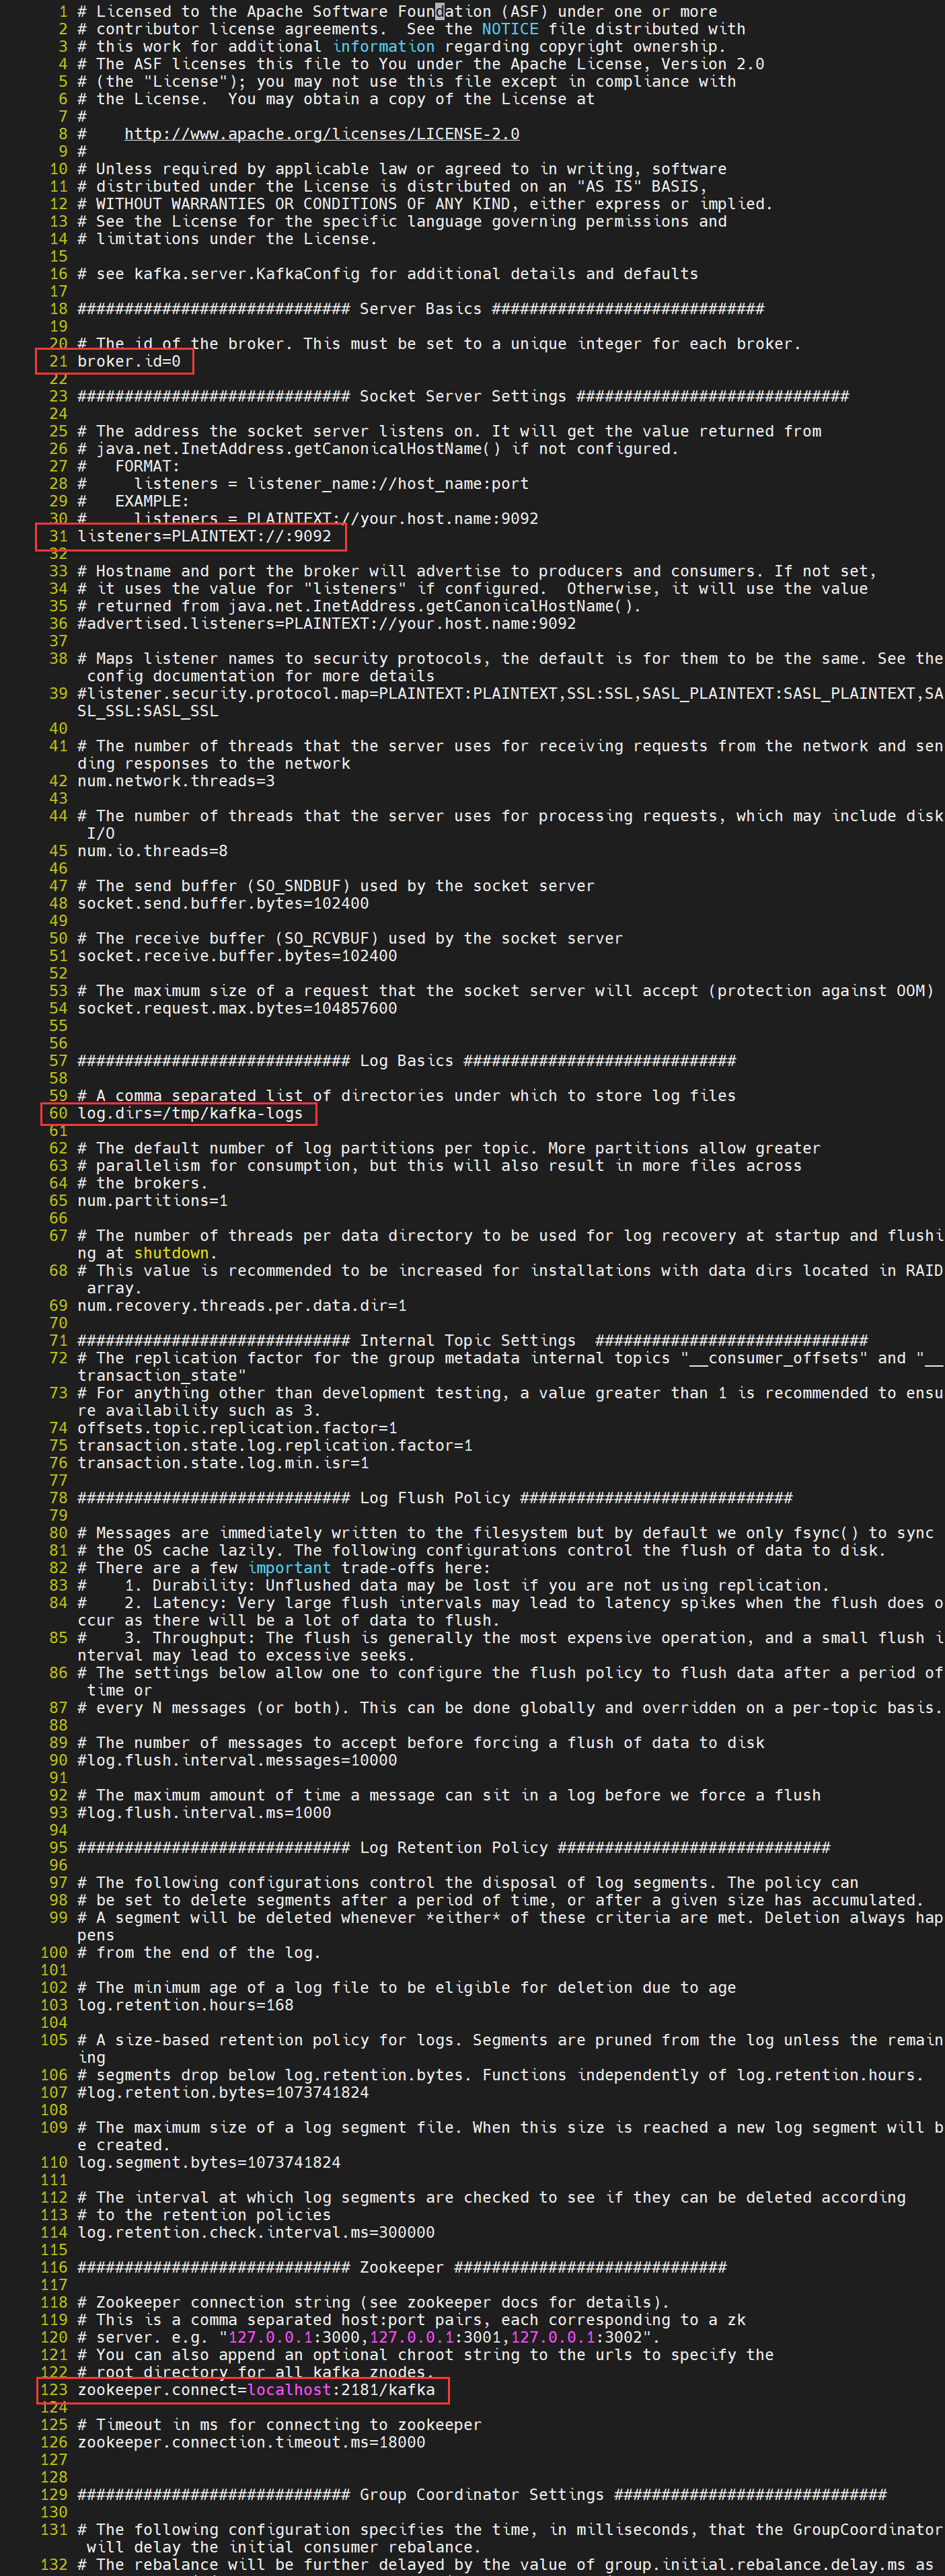 1 # Licensed to the Apache Software Foundation (ASF) under one or more
2 # contributor license agreements.  See the NOTICE file distributed with
3 # this work for additional information regarding copyright ownership.
4 # The ASF licenses this file to You under the Apache License, Version 2.0
5 # (the "License"); you may not use this file except in compliance with
6 # the License.  You may obtain a copy of the License at
7 #
8 #    http://www.apache.org/licenses/LICENSE-2.0
9 #
10 # Unless required by applicable law or agreed to in writing, software
11 # distributed under the License is distributed on an "AS IS" BASIS,
12 # WITHOUT WARRANTIES OR CONDITIONS OF ANY KIND, either express or implied.
13 # See the License for the specific language governing permissions and
14 # limitations under the License.
15
16 # see kafka.server.KafkaConfig for additional details and defaults
17
18 ############################# Server Basics #############################
19
20 # The id of the broker. This must be set to a unique integer for each broker.
21 broker.id=0
22
23 ############################# Socket Server Settings #############################
24
25 # The address the socket server listens on. It will get the value returned from
26 # java.net.InetAddress.getCanonicalHostName() if not configured.
27 #   FORMAT:
28 #     listeners = listener_name://host_name:port
29 #   EXAMPLE:
30 #     listeners = PLAINTEXT://your.host.name:9092
31 listeners=PLAINTEXT://:9092
32
33 # Hostname and port the broker will advertise to producers and consumers. If not set,
34 # it uses the value for "listeners" if configured.  Otherwise, it will use the value
35 # returned from java.net.InetAddress.getCanonicalHostName().
36 #advertised.listeners=PLAINTEXT://your.host.name:9092
37
38 # Maps listener names to security protocols, the default is for them to be the same. See the
config documentation for more details
39 #listener.security.protocol.map=PLAINTEXT:PLAINTEXT,SSL:SSL,SASL_PLAINTEXT:SASL_PLAINTEXT,SA
SL_SSL:SASL_SSL
40
41 # The number of threads that the server uses for receiving requests from the network and sen
ding responses to the network
42 num.network.threads=3
43
44 # The number of threads that the server uses for processing requests, which may include disk
I/O
45 num.io.threads=8
46
47 # The send buffer (SO_SNDBUF) used by the socket server
48 socket.send.buffer.bytes=102400
49
50 # The receive buffer (SO_RCVBUF) used by the socket server
51 socket.receive.buffer.bytes=102400
52
53 # The maximum size of a request that the socket server will accept (protection against OOM)
54 socket.request.max.bytes=104857600
55
56
57 ############################# Log Basics #############################
58
59 # A comma separated list of directories under which to store log files
60 log.dirs=/tmp/kafka-logs
61
62 # The default number of log partitions per topic. More partitions allow greater
63 # parallelism for consumption, but this will also result in more files across
64 # the brokers.
65 num.partitions=1
66
67 # The number of threads per data directory to be used for log recovery at startup and flushi
ng at shutdown.
68 # This value is recommended to be increased for installations with data dirs located in RAID
array.
69 num.recovery.threads.per.data.dir=1
70
71 ############################# Internal Topic Settings  #############################
72 # The replication factor for the group metadata internal topics "__consumer_offsets" and "__
transaction_state"
73 # For anything other than development testing, a value greater than 1 is recommended to ensu
re availability such as 3.
74 offsets.topic.replication.factor=1
75 transaction.state.log.replication.factor=1
76 transaction.state.log.min.isr=1
77
78 ############################# Log Flush Policy #############################
79
80 # Messages are immediately written to the filesystem but by default we only fsync() to sync
81 # the OS cache lazily. The following configurations control the flush of data to disk.
82 # There are a few important trade-offs here:
83 #    1. Durability: Unflushed data may be lost if you are not using replication.
84 #    2. Latency: Very large flush intervals may lead to latency spikes when the flush does o
ccur as there will be a lot of data to flush.
85 #    3. Throughput: The flush is generally the most expensive operation, and a small flush i
nterval may lead to excessive seeks.
86 # The settings below allow one to configure the flush policy to flush data after a period of
time or
87 # every N messages (or both). This can be done globally and overridden on a per-topic basis.
88
89 # The number of messages to accept before forcing a flush of data to disk
90 #log.flush.interval.messages=10000
91
92 # The maximum amount of time a message can sit in a log before we force a flush
93 #log.flush.interval.ms=1000
94
95 ############################# Log Retention Policy #############################
96
97 # The following configurations control the disposal of log segments. The policy can
98 # be set to delete segments after a period of time, or after a given size has accumulated.
99 # A segment will be deleted whenever *either* of these criteria are met. Deletion always hap
pens
100 # from the end of the log.
101
102 # The minimum age of a log file to be eligible for deletion due to age
103 log.retention.hours=168
104
105 # A size-based retention policy for logs. Segments are pruned from the log unless the remain
ing
106 # segments drop below log.retention.bytes. Functions independently of log.retention.hours.
107 #log.retention.bytes=1073741824
108
109 # The maximum size of a log segment file. When this size is reached a new log segment will b
e created.
110 log.segment.bytes=1073741824
111
112 # The interval at which log segments are checked to see if they can be deleted according
113 # to the retention policies
114 log.retention.check.interval.ms=300000
115
116 ############################# Zookeeper #############################
117
118 # Zookeeper connection string (see zookeeper docs for details).
119 # This is a comma separated host:port pairs, each corresponding to a zk
120 # server. e.g. "127.0.0.1:3000,127.0.0.1:3001,127.0.0.1:3002".
121 # You can also append an optional chroot string to the urls to specify the
122 # root directory for all kafka znodes.
123 zookeeper.connect=localhost:2181/kafka
124
125 # Timeout in ms for connecting to zookeeper
126 zookeeper.connection.timeout.ms=18000
127
128
129 ############################# Group Coordinator Settings #############################
130
131 # The following configuration specifies the time, in milliseconds, that the GroupCoordinator
will delay the initial consumer rebalance.
132 # The rebalance will be further delayed by the value of group.initial.rebalance.delay.ms as